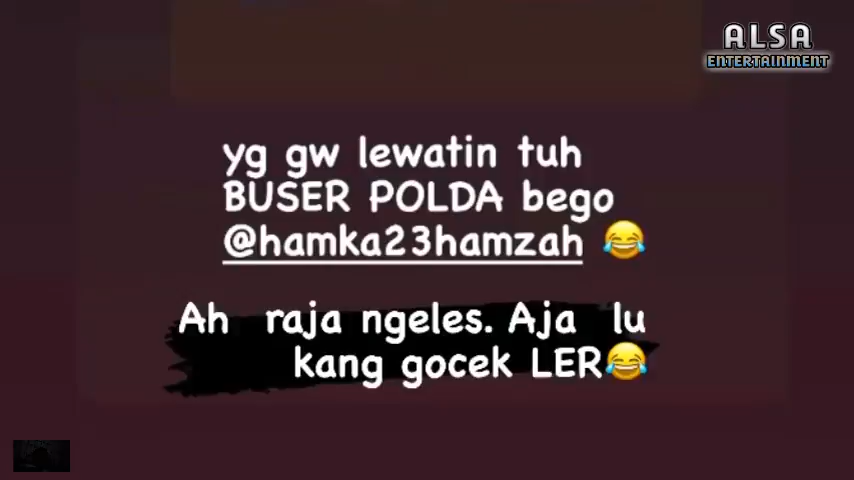 ALSA
ENTERTAINMENT
yg gw lewatin tuh
BUSER POLDA bego
@hamka23hamzah 😂
Ah raja ngeles. Aja lu
kang gocek LER😂